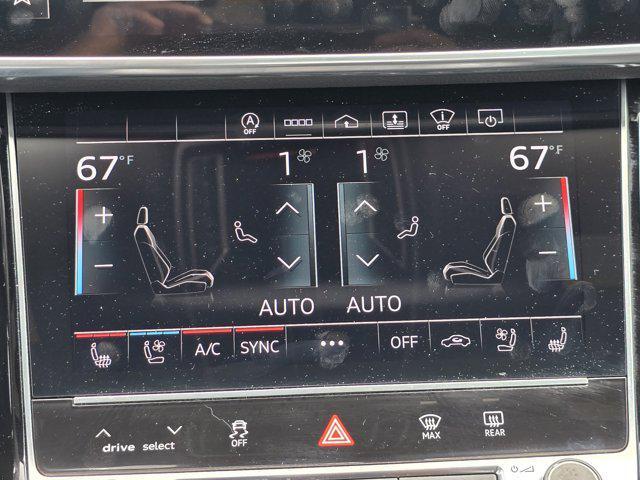 A
OFF
i
OFF
67°F 1 1 67°F
+ +
− −
AUTO AUTO
A/C SYNC ••• OFF
drive select OFF MAX REAR